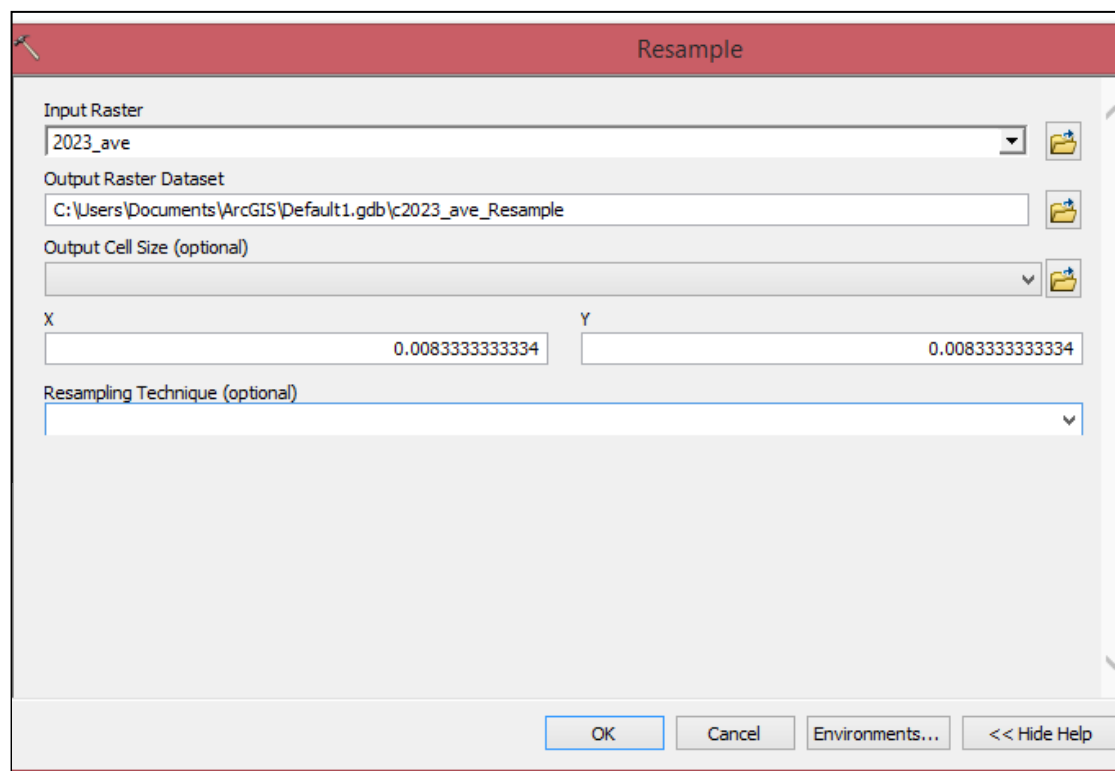 Resample
Input Raster
2023_ave
Output Raster Dataset
C:\Users\Documents\ArcGIS\Default1.gdb\c2023_ave_Resample
Output Cell Size (optional)
X Y
0.0083333333334 0.0083333333334
Resampling Technique (optional)
OK Cancel Environments... << Hide Help